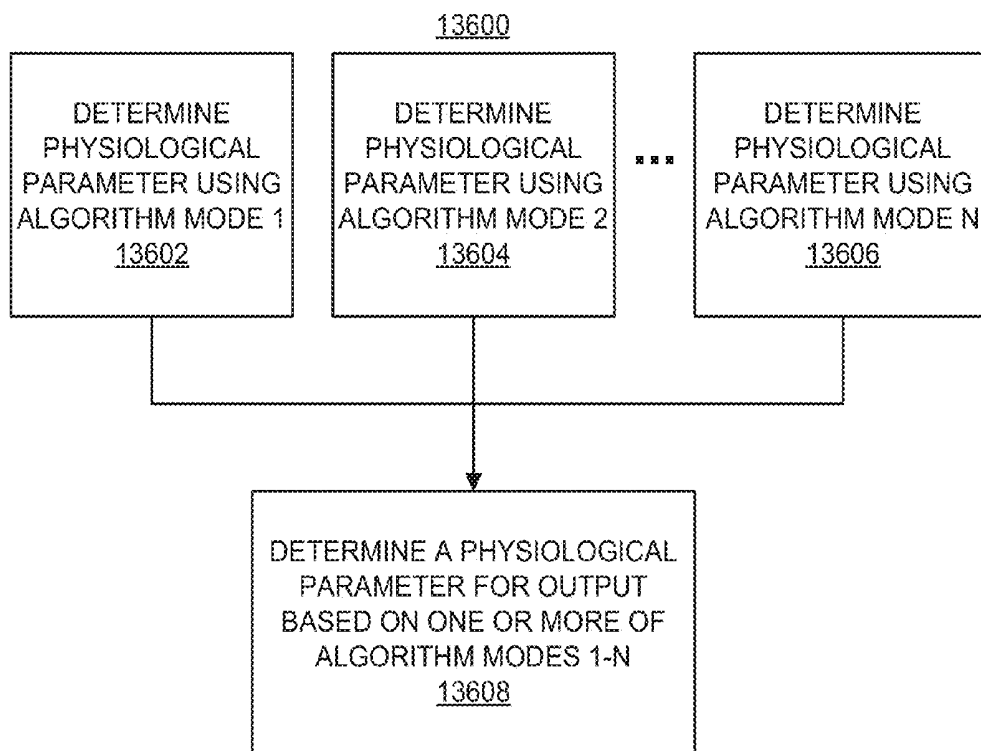 13600
DETERMINE
PHYSIOLOGICAL
PARAMETER USING
ALGORITHM MODE 1
13602
DETERMINE
PHYSIOLOGICAL
PARAMETER USING
ALGORITHM MODE 2
13604
...
DETERMINE
PHYSIOLOGICAL
PARAMETER USING
ALGORITHM MODE N
13606
DETERMINE A PHYSIOLOGICAL
PARAMETER FOR OUTPUT
BASED ON ONE OR MORE OF
ALGORITHM MODES 1-N
13608